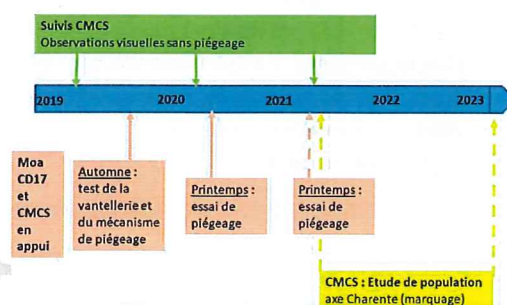 Suivis CMCS
Observations visuelles sans piégeage
2019 2020 2021 2022 2023
Moa
CD17
et
CMCS
en
appui
Automne :
test de la
vantellerie et
du mécanisme
de piégeage
Printemps :
essai de
piégeage
Printemps :
essai de
piégeage
CMCS : Etude de population
axe Charente (marquage)